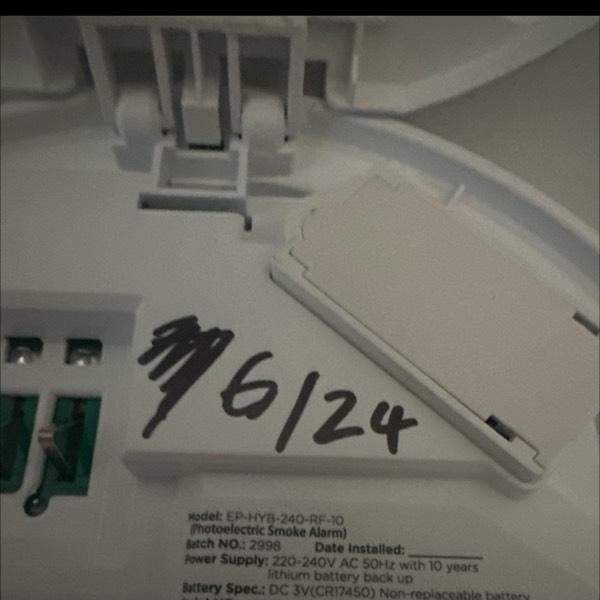 6/24
Model: EP-HYB-240-RF-10
(Photoelectric Smoke Alarm)
Batch NO.: 2998 Date Installed:
Power Supply: 220-240V AC 50Hz with 10 years
lithium battery back up
Battery Spec.: DC 3V(CR17450) Non-replaceable battery